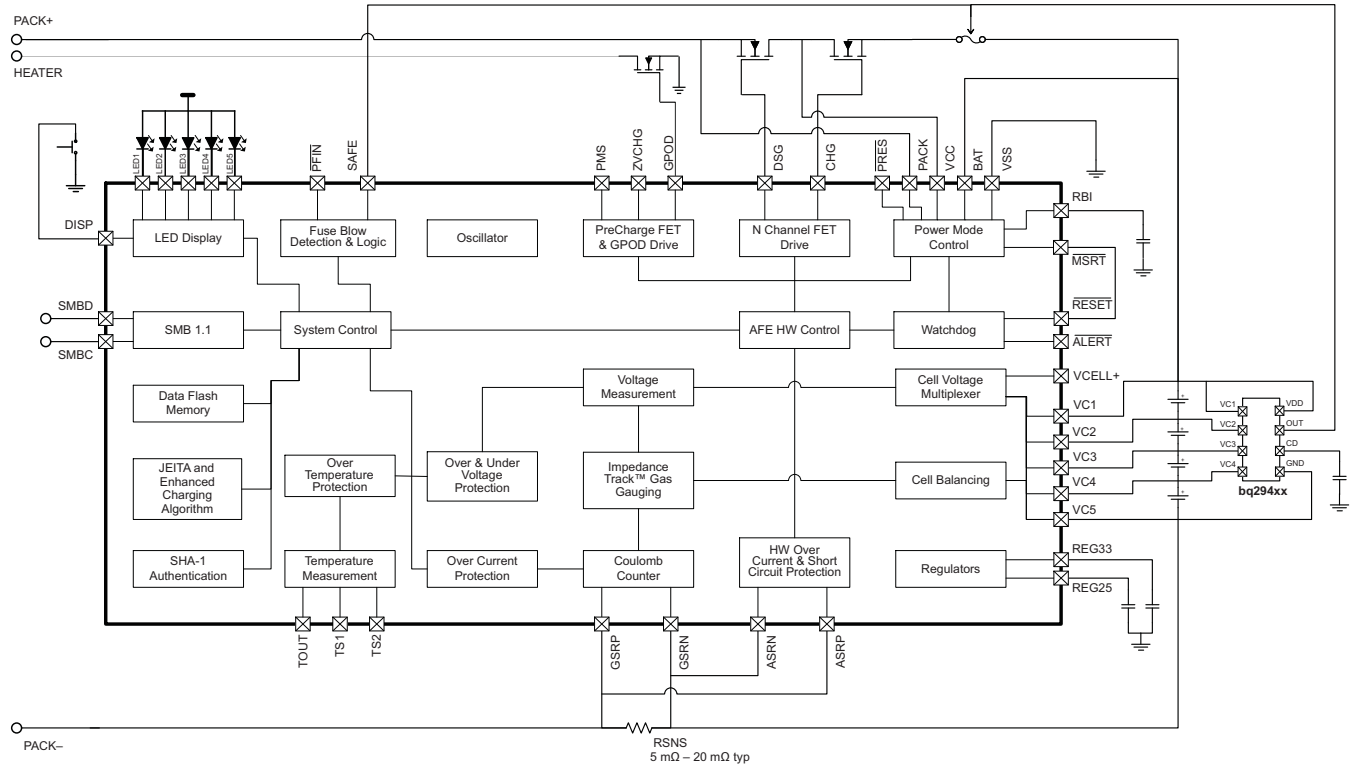 PACK+
HEATER
LED1
LED2
LED3
LED4
LED5
PFIN
SAFE
PMS
ZVCHG
GPOD
DSG
CHG
PRES
PACK
VCC
BAT
VSS
DISP
LED Display
Fuse Blow
Detection & Logic
Oscillator
PreCharge FET
& GPOD Drive
N Channel FET
Drive
Power Mode
Control
RBI
MSRT
SMBD
SMBC
SMB 1.1
System Control
AFE HW Control
Watchdog
RESET
ALERT
Data Flash
Memory
Voltage
Measurement
Cell Voltage
Multiplexer
VCELL+
VC1
VC2
VC3
VC4
VC5
JEITA and
Enhanced
Charging
Algorithm
Over
Temperature
Protection
Over & Under
Voltage
Protection
Impedance
Track™ Gas
Gauging
Cell Balancing
+
+
+
+
VC1
VC2
VC3
VC4
VDD
OUT
CD
GND
bq294xx
SHA-1
Authentication
Temperature
Measurement
Over Current
Protection
Coulomb
Counter
HW Over
Current & Short
Circuit Protection
Regulators
REG33
REG25
TOUT
TS1
TS2
GSRP
GSRN
ASRN
ASRP
PACK–
RSNS
5 mΩ – 20 mΩ typ